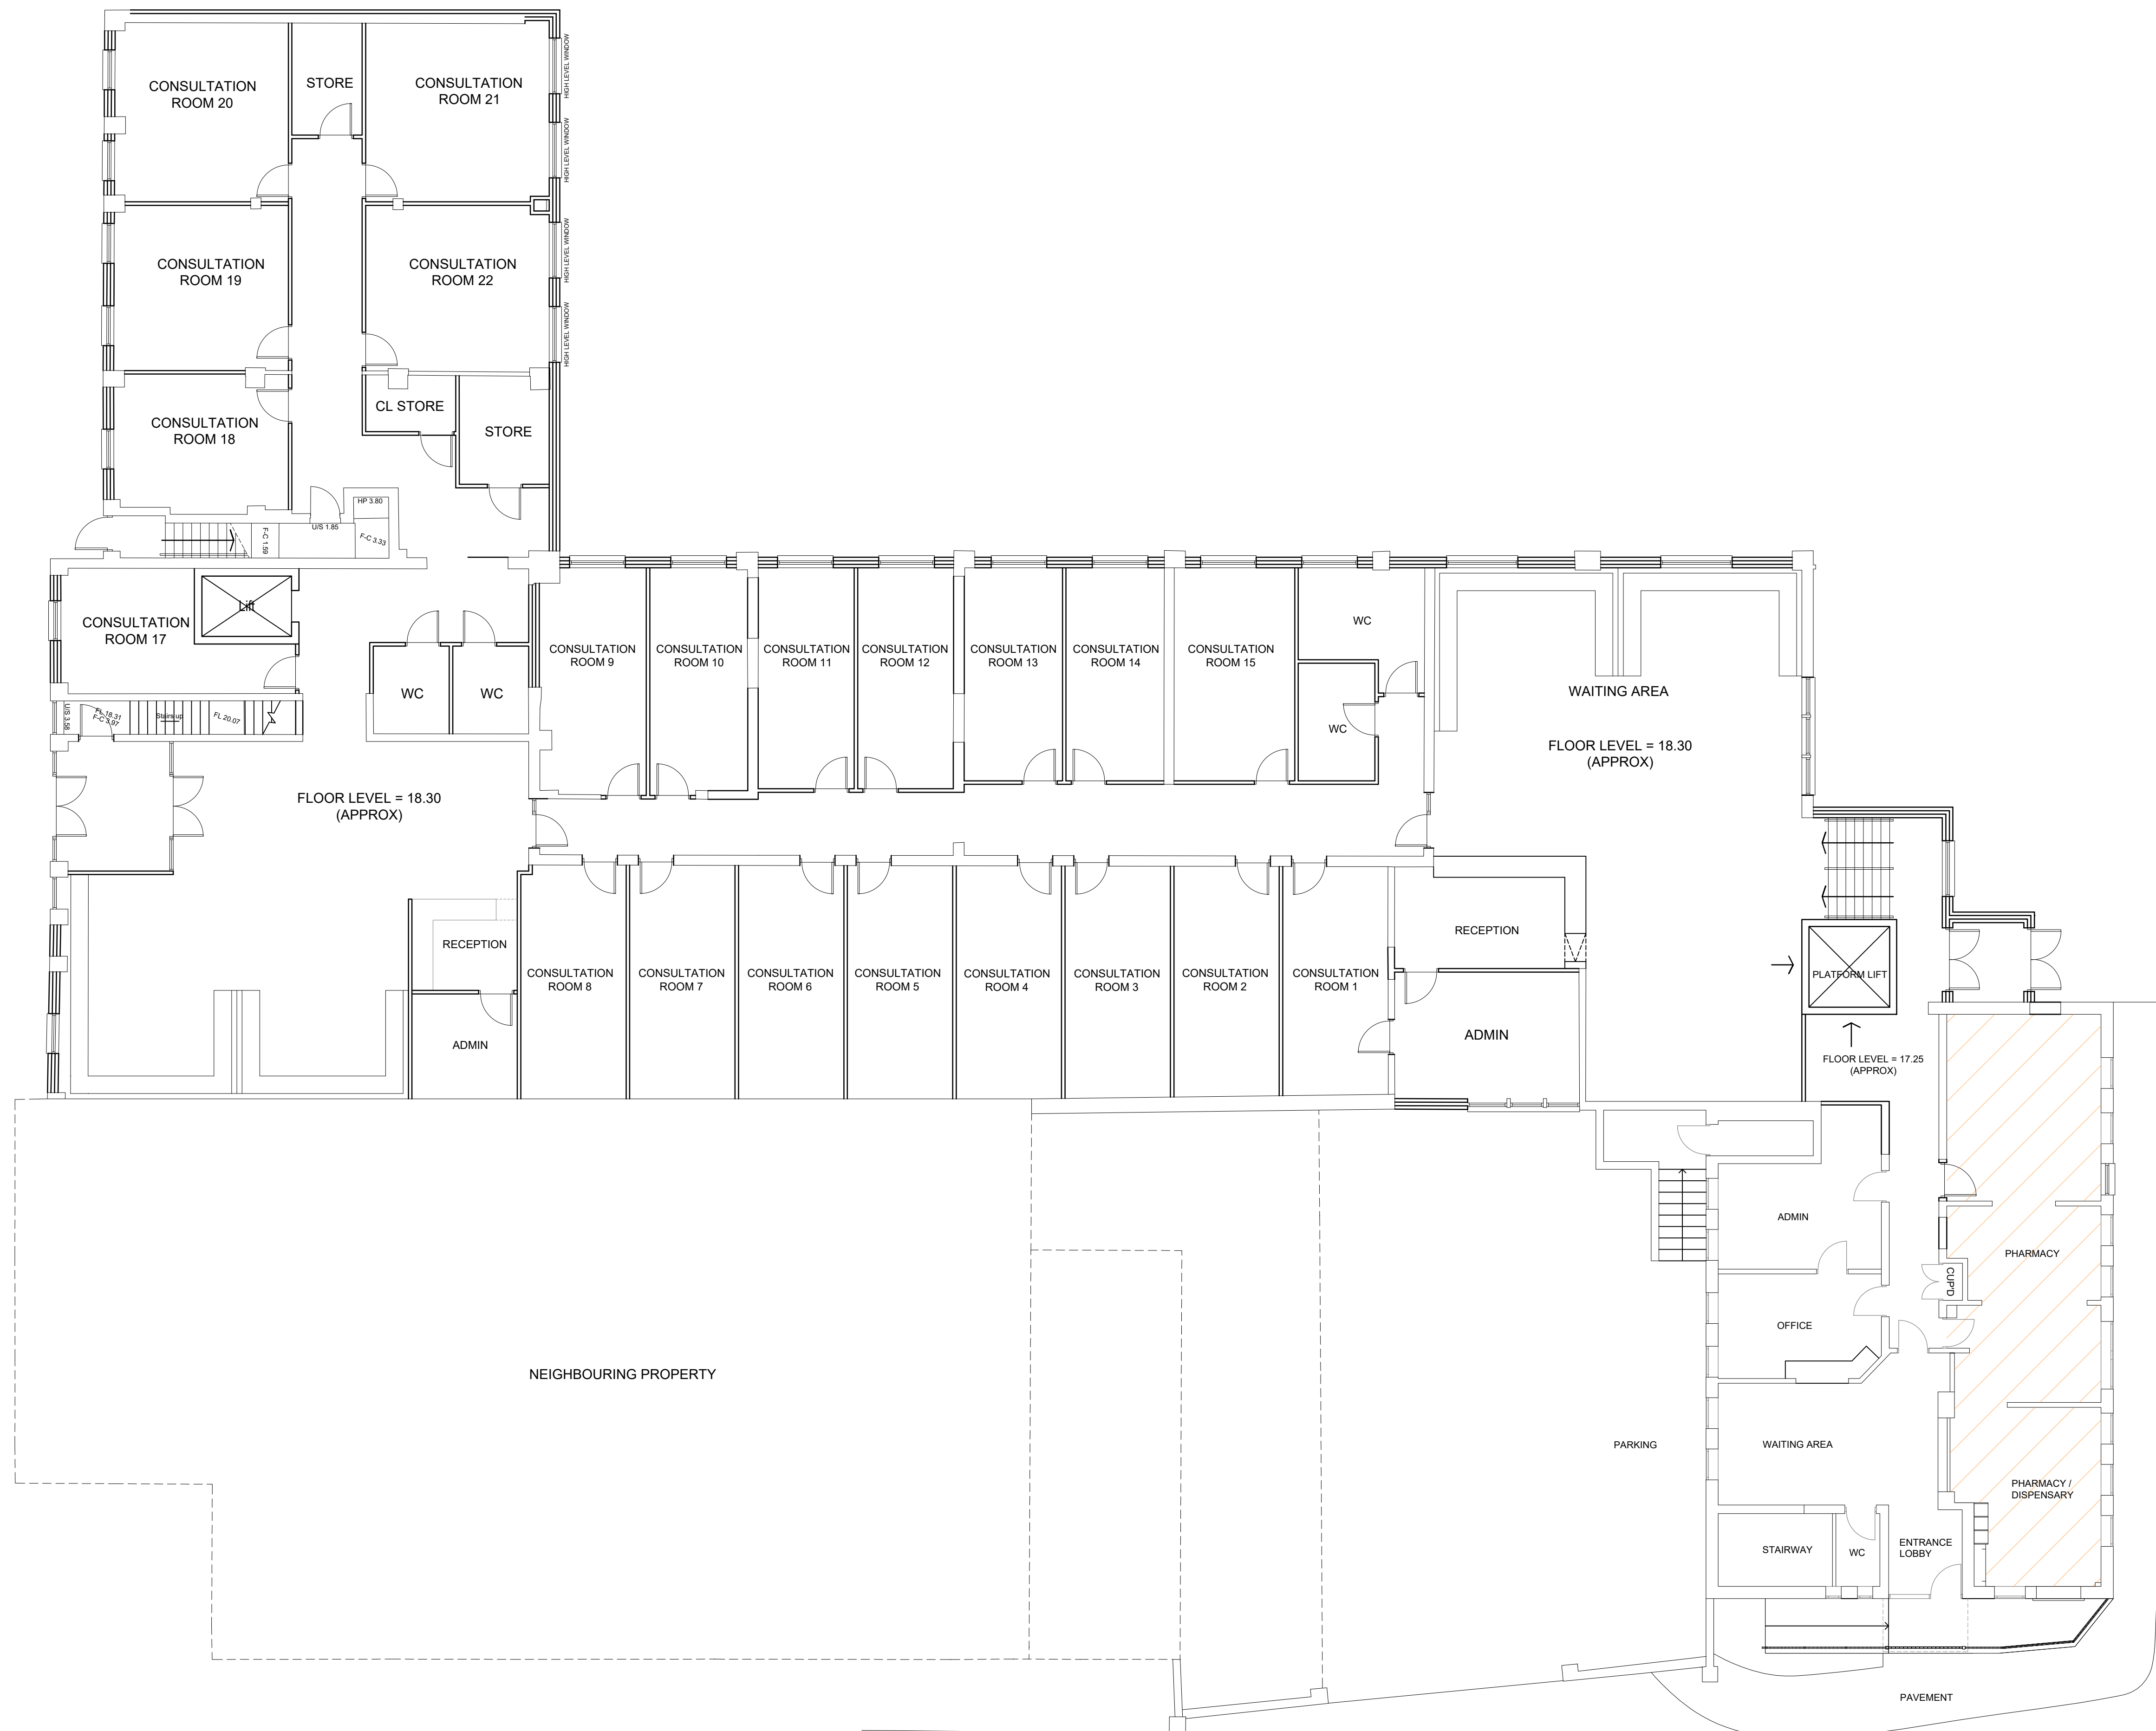 CONSULTATION
ROOM 20
STORE
CONSULTATION
ROOM 21
HIGH LEVEL WINDOW
HIGH LEVEL WINDOW
CONSULTATION
ROOM 19
CONSULTATION
ROOM 22
HIGH LEVEL WINDOW
HIGH LEVEL WINDOW
CONSULTATION
ROOM 18
CL STORE
STORE
HP 3.80
U/S 1.85
F-C 1.59
F-C 3.33
Lift
CONSULTATION
ROOM 17
WC
WC
U/S 3.58
FL 18.31
F-C 3.97
Stairs up
FL 20.07
CONSULTATION
ROOM 9
CONSULTATION
ROOM 10
CONSULTATION
ROOM 11
CONSULTATION
ROOM 12
CONSULTATION
ROOM 13
CONSULTATION
ROOM 14
CONSULTATION
ROOM 15
WC
WC
WAITING AREA
FLOOR LEVEL = 18.30
(APPROX)
FLOOR LEVEL = 18.30
(APPROX)
RECEPTION
ADMIN
CONSULTATION
ROOM 8
CONSULTATION
ROOM 7
CONSULTATION
ROOM 6
CONSULTATION
ROOM 5
CONSULTATION
ROOM 4
CONSULTATION
ROOM 3
CONSULTATION
ROOM 2
CONSULTATION
ROOM 1
RECEPTION
ADMIN
PLATFORM LIFT
FLOOR LEVEL = 17.25
(APPROX)
ADMIN
PHARMACY
CUP'D
OFFICE
NEIGHBOURING PROPERTY
PARKING
WAITING AREA
PHARMACY /
DISPENSARY
STAIRWAY
WC
ENTRANCE
LOBBY
PAVEMENT